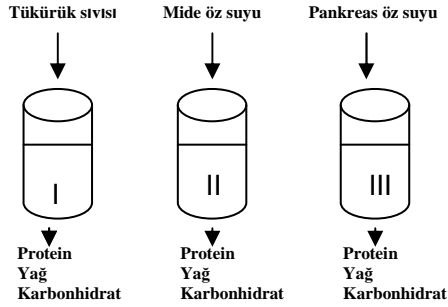 Tükürük sıvısı Mide öz suyu Pankreas öz suyu
I II III
Protein Protein Protein
Yağ Yağ Yağ
Karbonhidrat Karbonhidrat Karbonhidrat